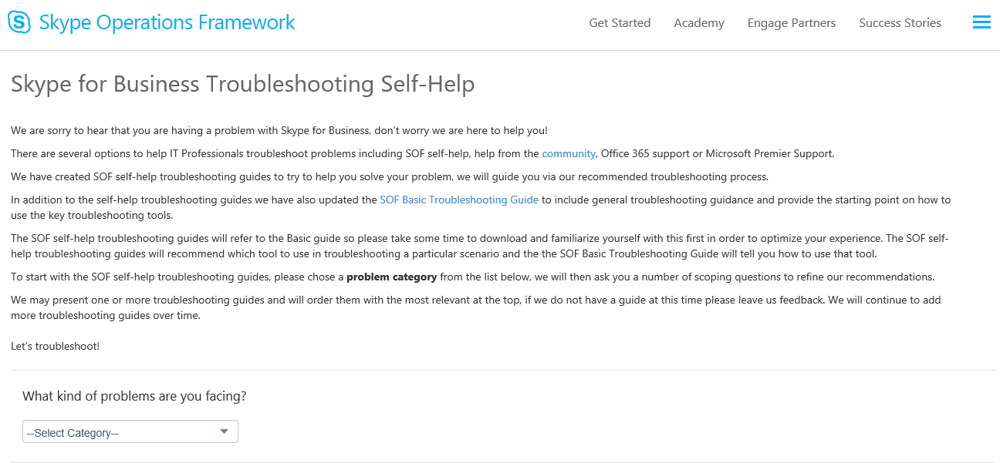 Skype Operations Framework
Get Started Academy Engage Partners Success Stories
Skype for Business Troubleshooting Self-Help
We are sorry to hear that you are having a problem with Skype for Business, don't worry we are here to help you!
There are several options to help IT Professionals troubleshoot problems including SOF self-help, help from the community, Office 365 support or Microsoft Premier Support.
We have created SOF self-help troubleshooting guides to try to help you solve your problem, we will guide you via our recommended troubleshooting process.
In addition to the self-help troubleshooting guides we have also updated the SOF Basic Troubleshooting Guide to include general troubleshooting guidance and provide the starting point on how to
use the key troubleshooting tools.
The SOF self-help troubleshooting guides will refer to the Basic guide so please take some time to download and familiarize yourself with this first in order to optimize your experience. The SOF self-
help troubleshooting guides will recommend which tool to use in troubleshooting a particular scenario and the the SOF Basic Troubleshooting Guide will tell you how to use that tool.
To start with the SOF self-help troubleshooting guides, please chose a problem category from the list below, we will then ask you a number of scoping questions to refine our recommendations.
We may present one or more troubleshooting guides and will order them with the most relevant at the top, if we do not have a guide at this time please leave us feedback. We will continue to add
more troubleshooting guides over time.
Let's troubleshoot!
What kind of problems are you facing?
--Select Category--